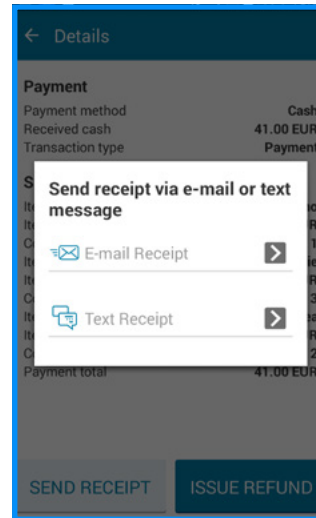 Details
Payment
Payment method Cash
Received cash 41.00 EUR
Transaction type Payment
Send receipt via e-mail or text
message
E-mail Receipt
Text Receipt
Payment total 41.00 EUR
SEND RECEIPT ISSUE REFUND